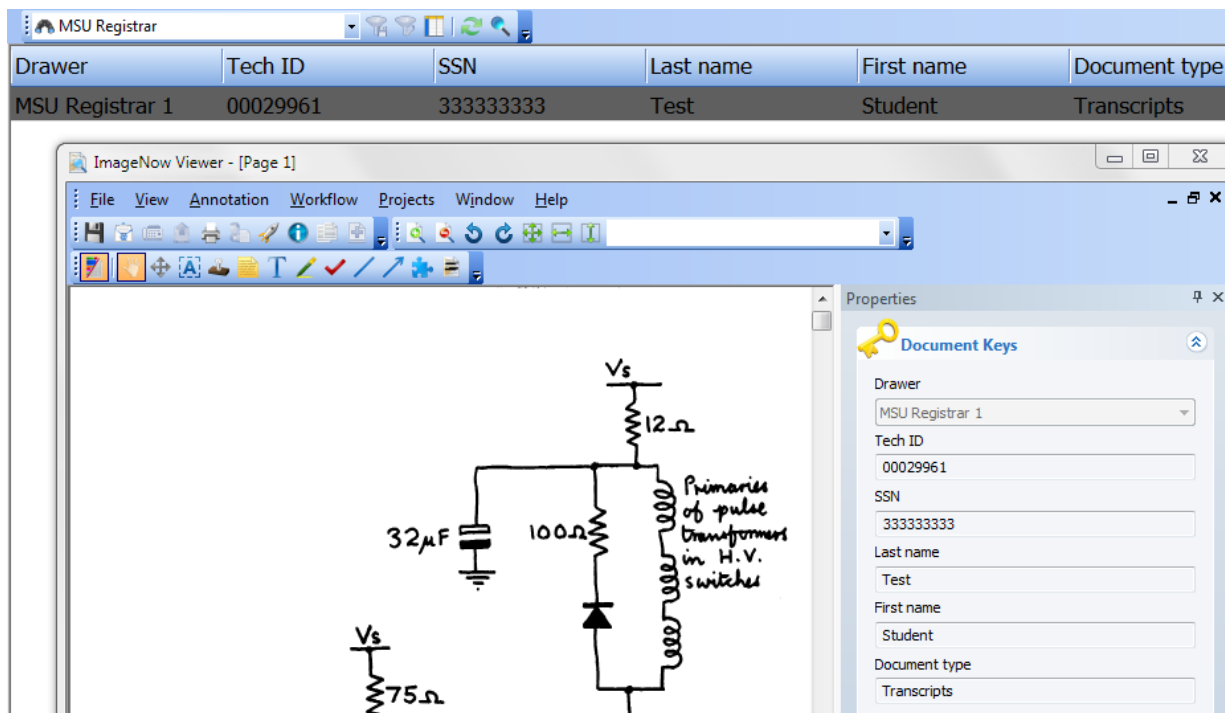 MSU Registrar
Drawer Tech ID SSN Last name First name Document type
MSU Registrar 1 00029961 333333333 Test Student Transcripts
ImageNow Viewer - [Page 1]
File View Annotation Workflow Projects Window Help
Properties
Document Keys
Drawer
MSU Registrar 1
Tech ID
00029961
SSN
333333333
Last name
Test
First name
Student
Document type
Transcripts
Vs
12Ω
32μF
100Ω
Primaries
of pulse
transformers
in H.V.
switches
Vs
75Ω